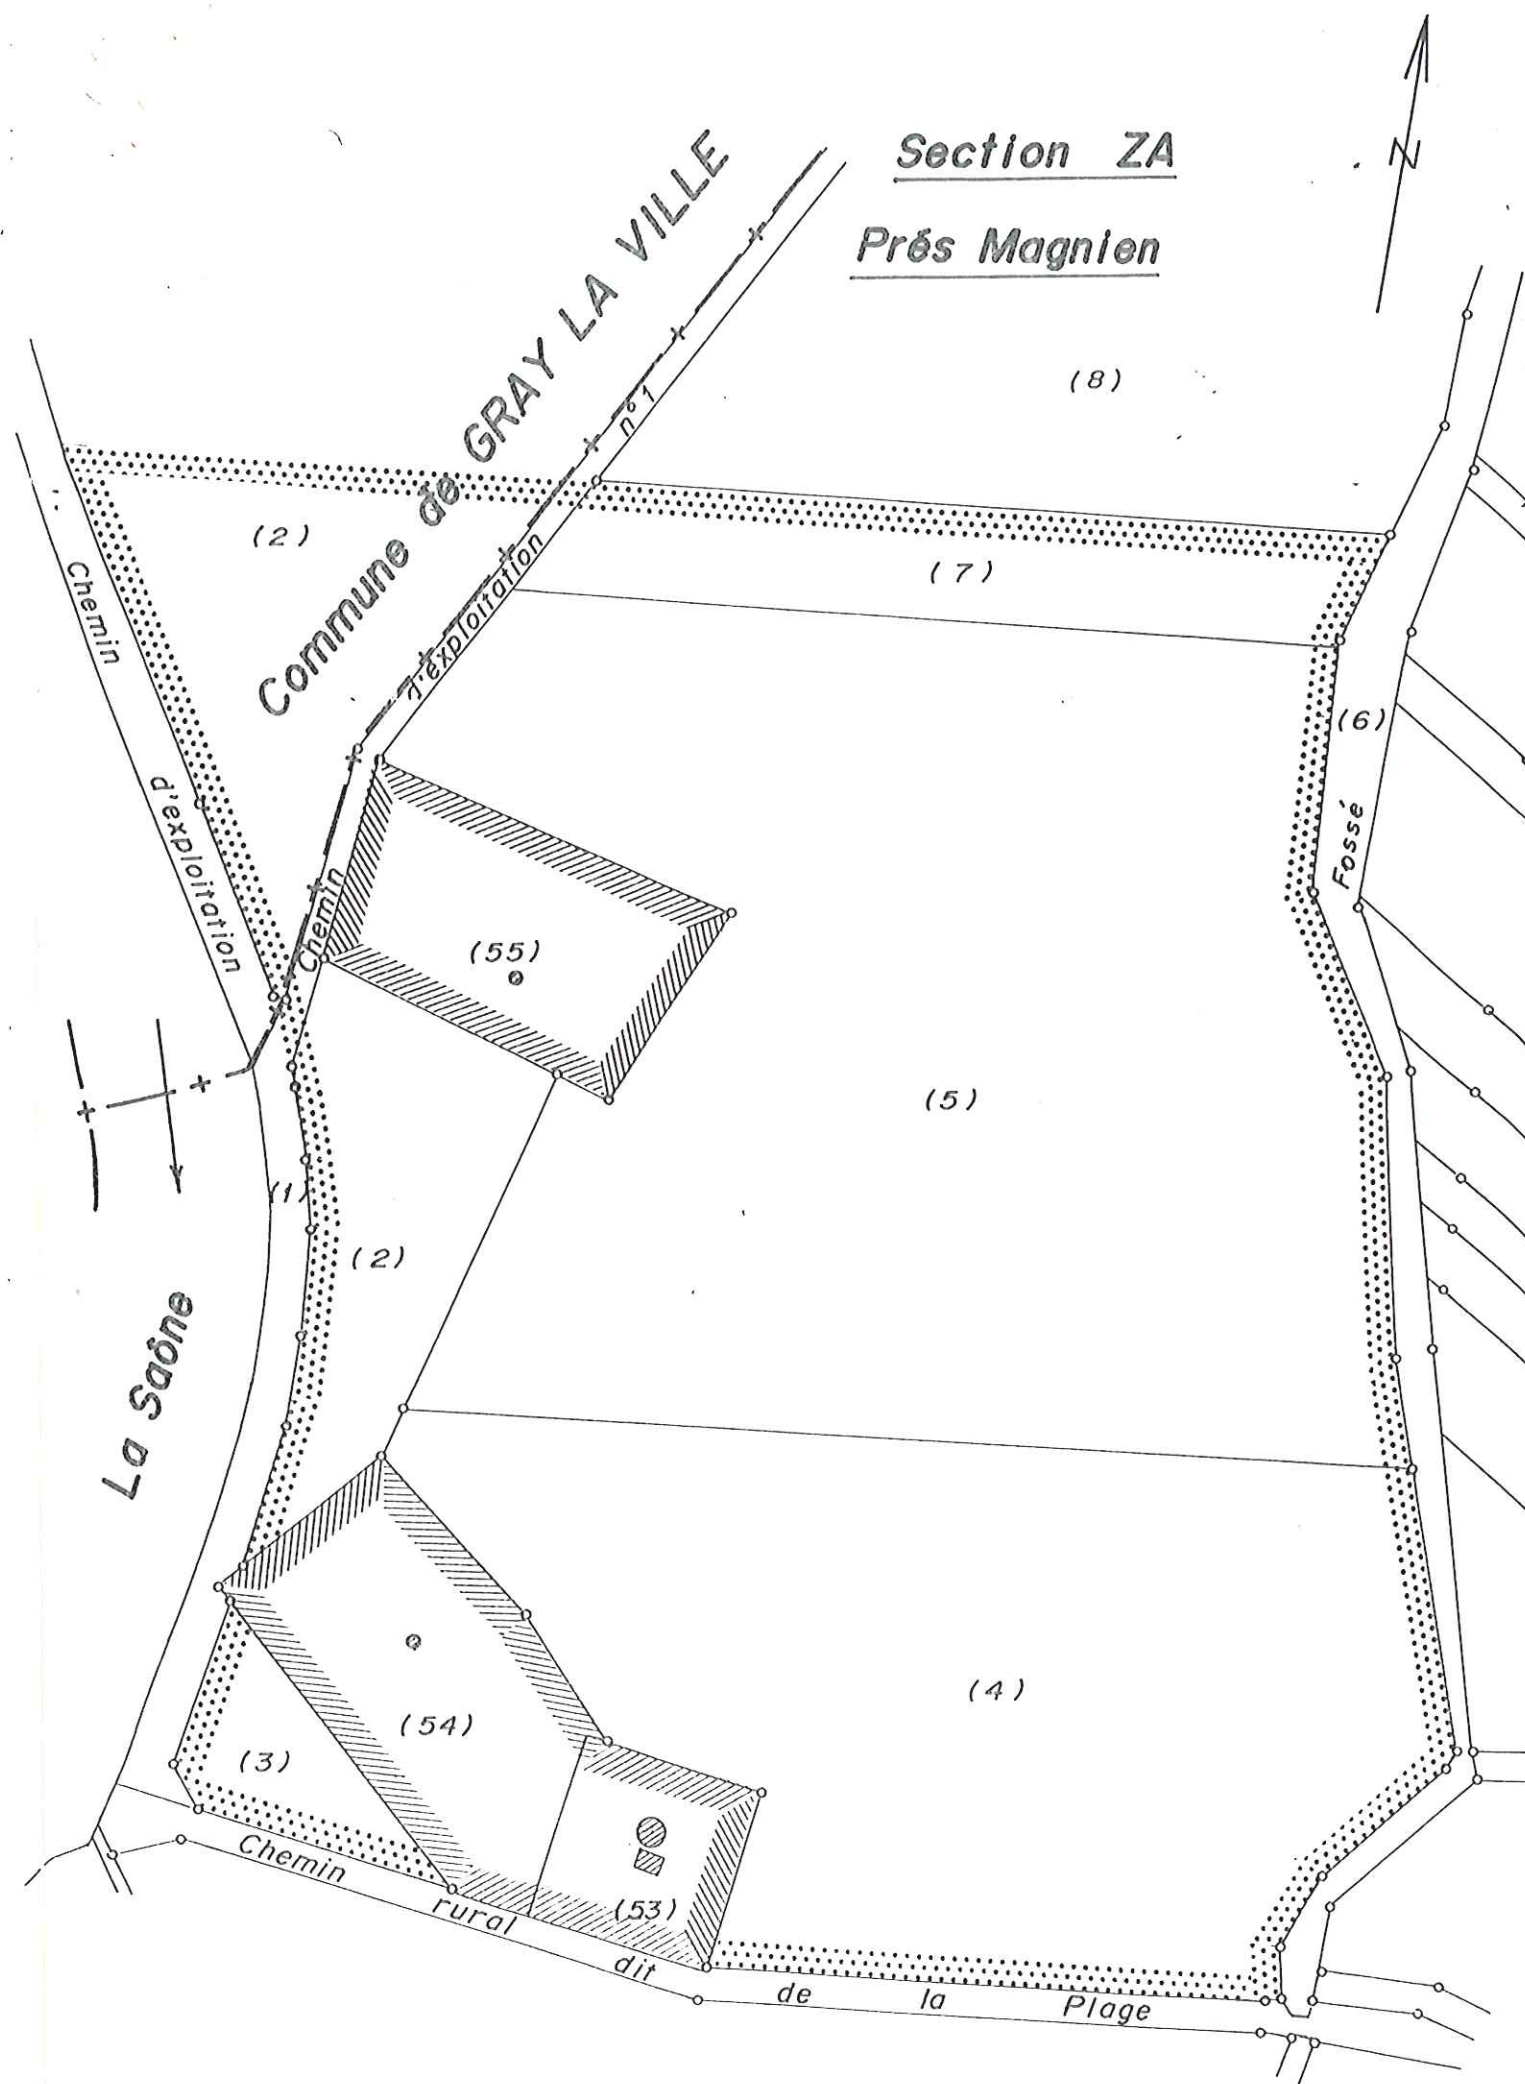 Section ZA
N
Prés Magnien
Commune de GRAY LA VILLE
(8)
Chemin d'exploitation n°1
(2)
(7)
Chemin d'exploitation
(6)
Fossé
(55)
(5)
(1)
(2)
La Saône
(4)
(54)
(3)
(53)
Chemin rural dit de la Plage